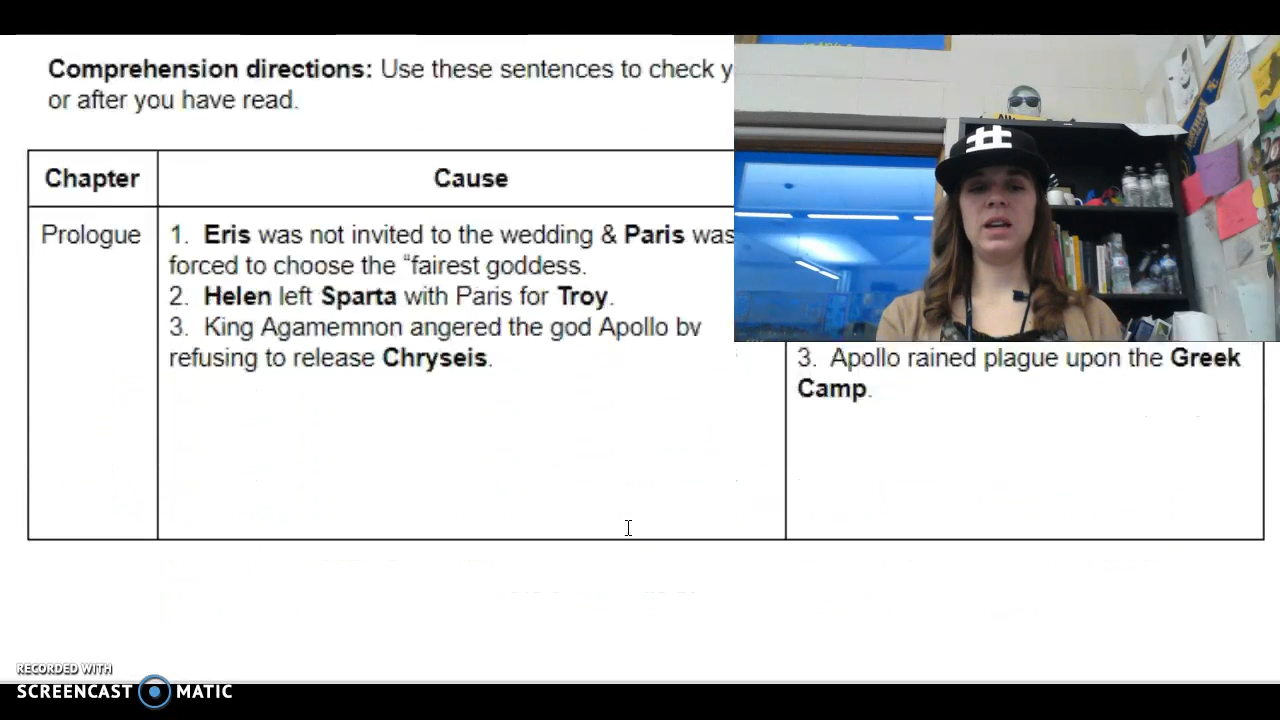 Comprehension directions: Use these sentences to check y
or after you have read.
Chapter
Cause
Prologue
1. Eris was not invited to the wedding & Paris was
forced to choose the “fairest goddess.
2. Helen left Sparta with Paris for Troy.
3. King Agamemnon angered the god Apollo by
refusing to release Chryseis.
3. Apollo rained plague upon the Greek
Camp.
#
RECORDED WITH
SCREENCAST MATIC